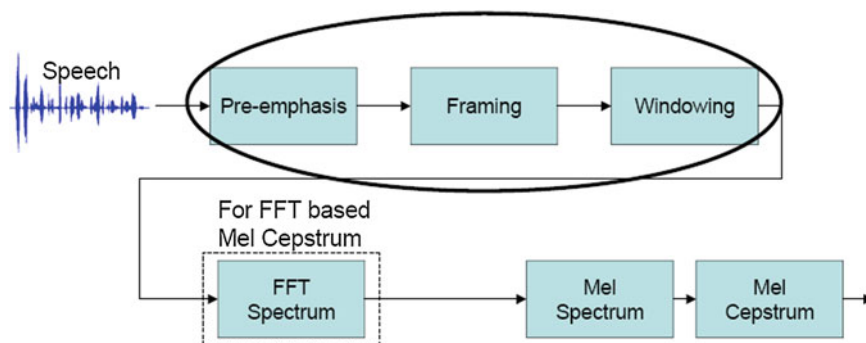 Speech
Pre-emphasis
Framing
Windowing
For FFT based
Mel Cepstrum
FFT
Spectrum
Mel
Spectrum
Mel
Cepstrum